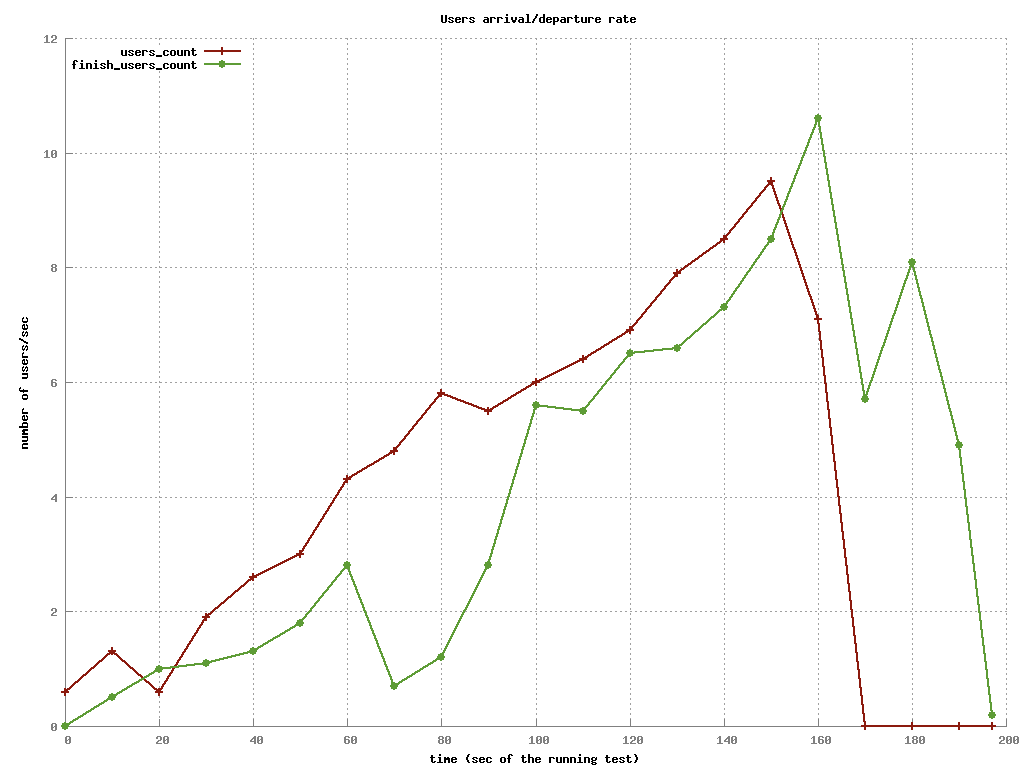 Users arrival/departure rate
users_count
finish_users_count
12
10
8
6
4
2
0
number of users/sec
0 20 40 60 80 100 120 140 160 180 200
time (sec of the running test)